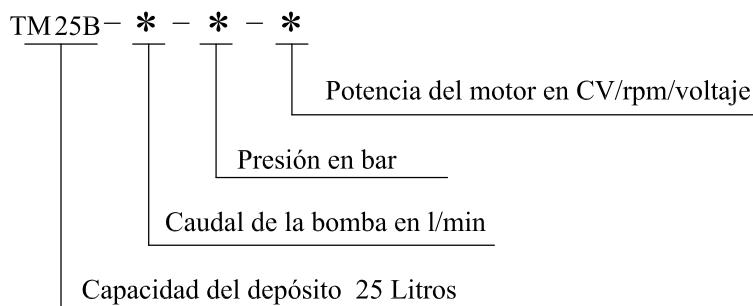 TM25B - * - * - *
Potencia del motor en CV/rpm/voltaje
Presión en bar
Caudal de la bomba en l/min
Capacidad del depósito 25 Litros